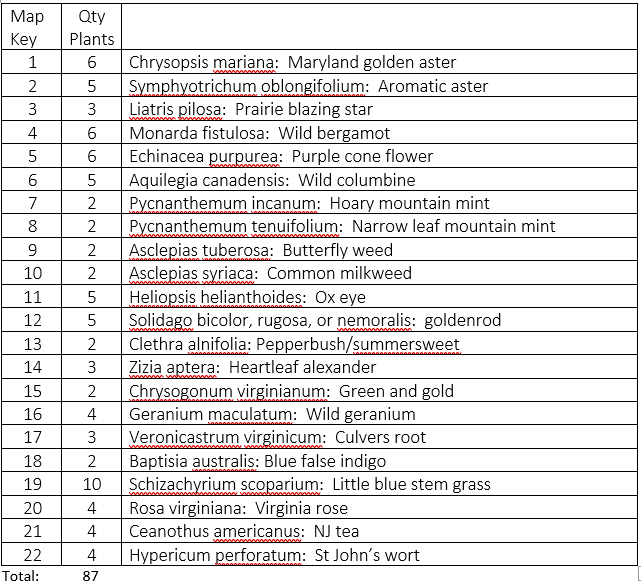 Map Key Qty Plants
1 6 Chrysopsis mariana: Maryland golden aster
2 5 Symphyotrichum oblongifolium: Aromatic aster
3 3 Liatris pilosa: Prairie blazing star
4 6 Monarda fistulosa: Wild bergamot
5 6 Echinacea purpurea: Purple cone flower
6 5 Aquilegia canadensis: Wild columbine
7 2 Pycnanthemum incanum: Hoary mountain mint
8 2 Pycnanthemum tenuifolium: Narrow leaf mountain mint
9 2 Asclepias tuberosa: Butterfly weed
10 2 Asclepias syriaca: Common milkweed
11 5 Heliopsis helianthoides: Ox eye
12 5 Solidago bicolor, rugosa, or nemoralis: goldenrod
13 2 Clethra alnifolia: Pepperbush/summersweet
14 3 Zizia aptera: Heartleaf alexander
15 2 Chrysogonum virginianum: Green and gold
16 4 Geranium maculatum: Wild geranium
17 3 Veronicastrum virginicum: Culvers root
18 2 Baptisia australis: Blue false indigo
19 10 Schizachyrium scoparium: Little blue stem grass
20 4 Rosa virginiana: Virginia rose
21 4 Ceanothus americanus: NJ tea
22 4 Hypericum perforatum: St John’s wort
Total: 87